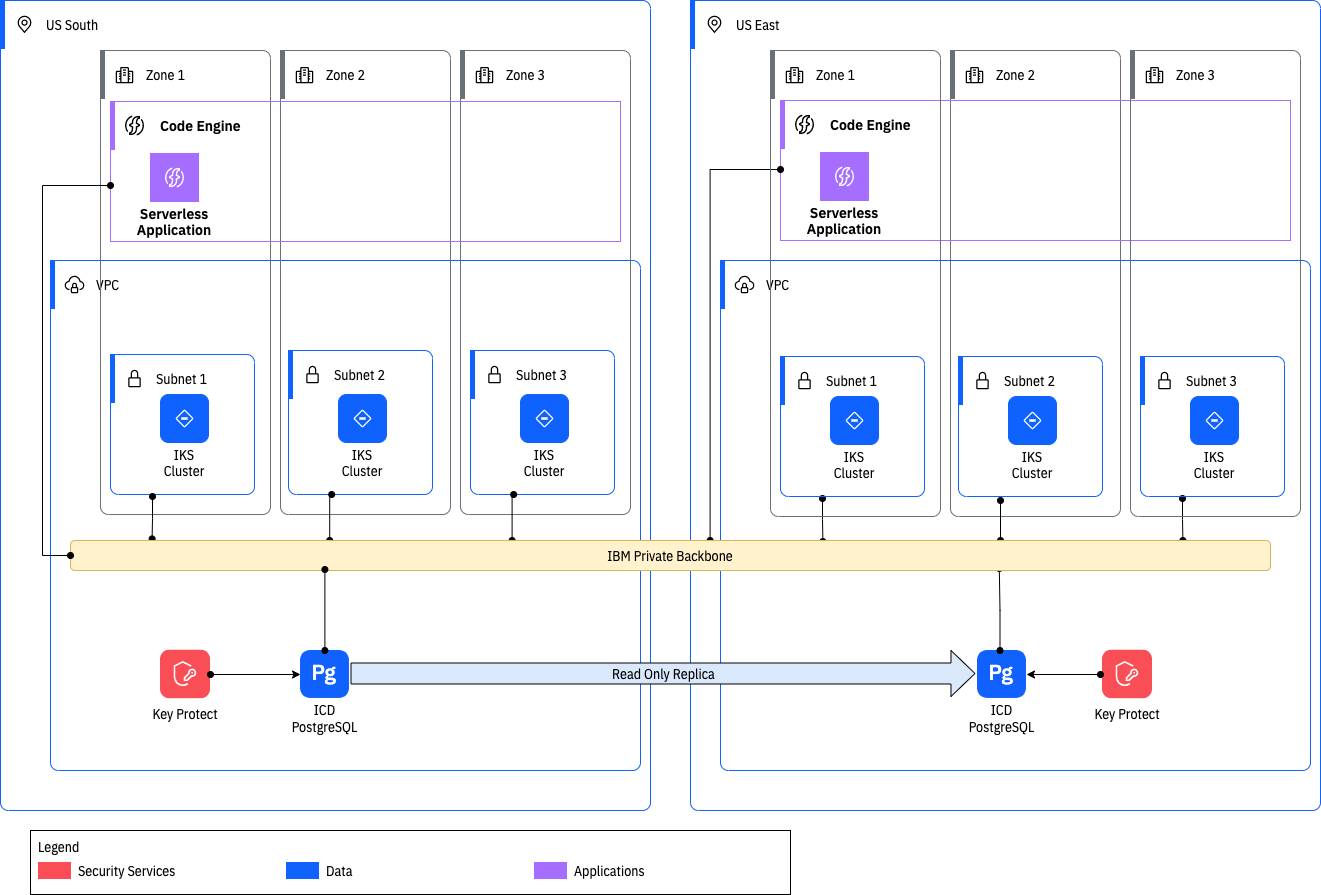 US South
US East
Zone 1
Zone 2
Zone 3
Zone 1
Zone 2
Zone 3
Code Engine
Serverless
Application
Code Engine
Serverless
Application
VPC
VPC
Subnet 1
Subnet 2
Subnet 3
IKS
Cluster
IKS
Cluster
IKS
Cluster
Subnet 1
Subnet 2
Subnet 3
IKS
Cluster
IKS
Cluster
IKS
Cluster
IBM Private Backbone
Key Protect
Pg
ICD
PostgreSQL
Read Only Replica
Pg
ICD
PostgreSQL
Key Protect
Legend
Security Services
Data
Applications